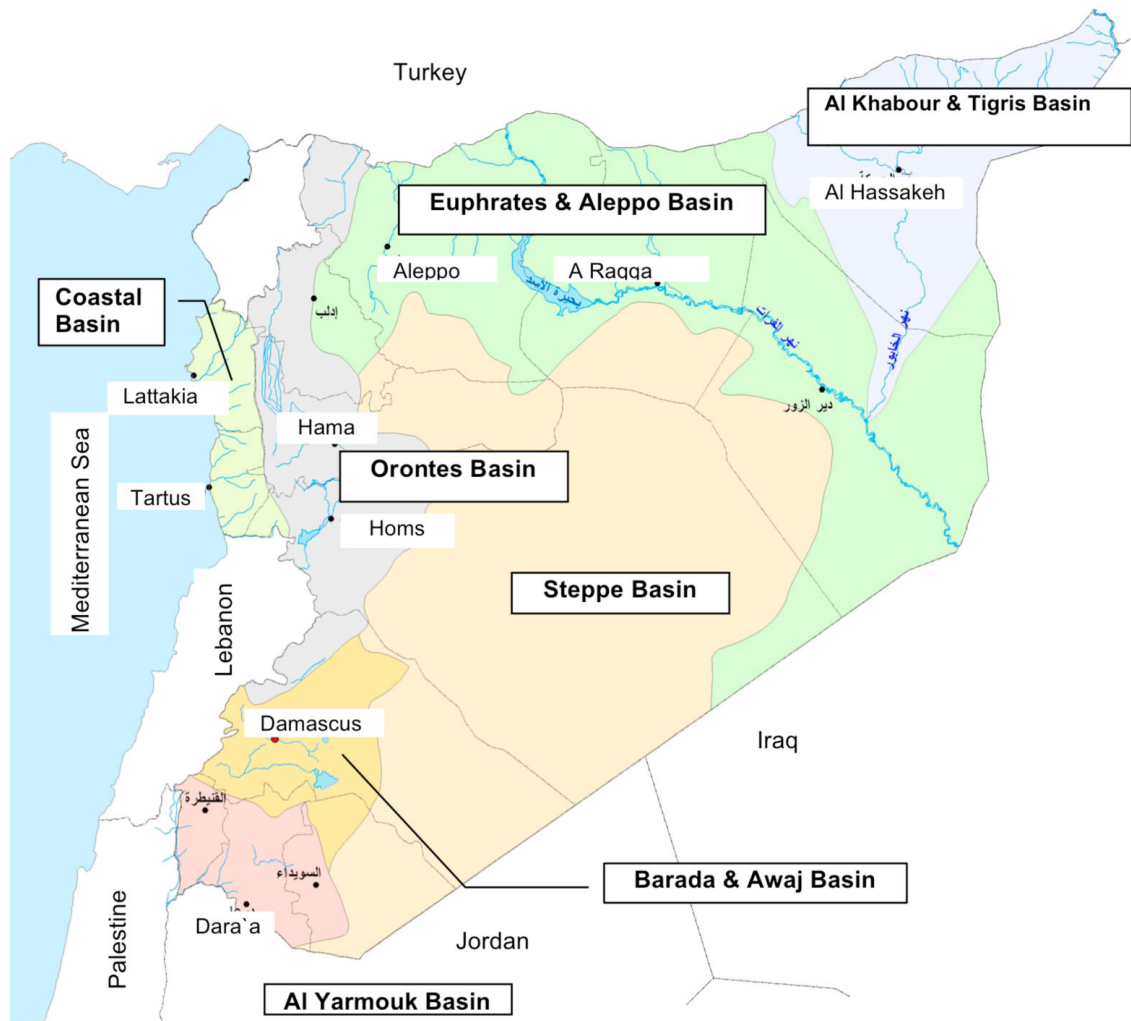 Turkey
Al Khabour & Tigris Basin
Al Hassakeh
Euphrates & Aleppo Basin
Aleppo
A Raqqa
بحيرة الأسد
إدلب
Coastal
Basin
نهر الفرات
نهر الخابور
دير الزور
Lattakia
Hama
Mediterranean Sea
Orontes Basin
Tartus
Homs
Steppe Basin
Lebanon
Damascus
Iraq
القنيطرة
السويداء
Barada & Awaj Basin
Dara`a
Palestine
Jordan
Al Yarmouk Basin